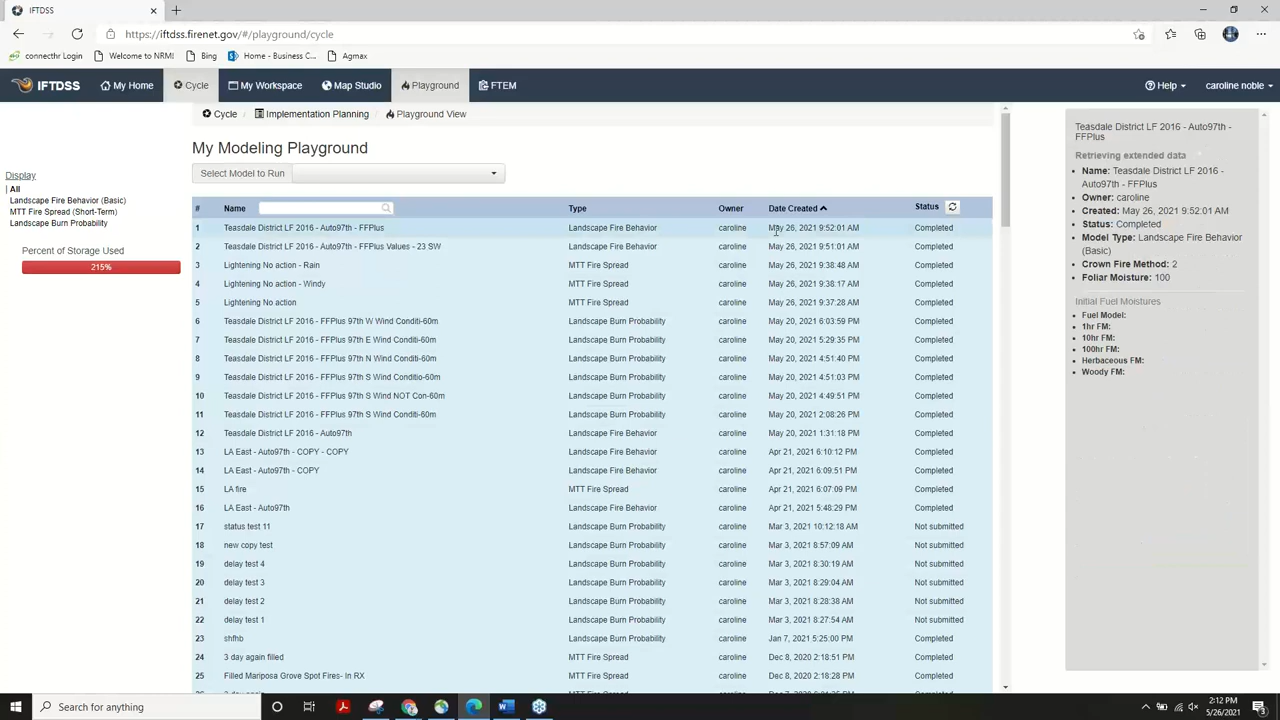 IFTDSS
https://iftdss.firenet.gov/#/playground/cycle
connecthr Login Welcome to NRMI Bing Home - Business C... Agmax
IFTDSS My Home Cycle My Workspace Map Studio Playground FTEM Help caroline noble
Cycle / Implementation Planning / Playground View
My Modeling Playground
Select Model to Run
Display
All
Landscape Fire Behavior (Basic)
MTT Fire Spread (Short-Term)
Landscape Burn Probability
Percent of Storage Used
215%
# Name Type Owner Date Created Status
1 Teasdale District LF 2016 - Auto97th - FFPlus Landscape Fire Behavior caroline May 26, 2021 9:52:01 AM Completed
2 Teasdale District LF 2016 - Auto97th - FFPlus Values - 23 SW Landscape Fire Behavior caroline May 26, 2021 9:51:01 AM Completed
3 Lightening No action - Rain MTT Fire Spread caroline May 26, 2021 9:38:48 AM Completed
4 Lightening No action - Windy MTT Fire Spread caroline May 26, 2021 9:38:17 AM Completed
5 Lightening No action MTT Fire Spread caroline May 26, 2021 9:37:28 AM Completed
6 Teasdale District LF 2016 - FFPlus 97th W Wind Conditi-60m Landscape Burn Probability caroline May 20, 2021 6:03:59 PM Completed
7 Teasdale District LF 2016 - FFPlus 97th E Wind Conditi-60m Landscape Burn Probability caroline May 20, 2021 5:29:35 PM Completed
8 Teasdale District LF 2016 - FFPlus 97th N Wind Conditi-60m Landscape Burn Probability caroline May 20, 2021 4:51:40 PM Completed
9 Teasdale District LF 2016 - FFPlus 97th S Wind Conditio-60m Landscape Burn Probability caroline May 20, 2021 4:51:03 PM Completed
10 Teasdale District LF 2016 - FFPlus 97th S Wind NOT Con-60m Landscape Burn Probability caroline May 20, 2021 4:49:51 PM Completed
11 Teasdale District LF 2016 - FFPlus 97th S Wind Conditi-60m Landscape Burn Probability caroline May 20, 2021 2:08:26 PM Completed
12 Teasdale District LF 2016 - Auto97th Landscape Fire Behavior caroline May 20, 2021 1:31:18 PM Completed
13 LA East - Auto97th - COPY - COPY Landscape Fire Behavior caroline Apr 21, 2021 6:10:12 PM Completed
14 LA East - Auto97th - COPY Landscape Fire Behavior caroline Apr 21, 2021 6:09:51 PM Completed
15 LA fire MTT Fire Spread caroline Apr 21, 2021 6:07:09 PM Completed
16 LA East - Auto97th Landscape Fire Behavior caroline Apr 21, 2021 5:48:29 PM Completed
17 status test 11 Landscape Burn Probability caroline Mar 3, 2021 10:12:18 AM Not submitted
18 new copy test Landscape Burn Probability caroline Mar 3, 2021 8:57:09 AM Not submitted
19 delay test 4 Landscape Burn Probability caroline Mar 3, 2021 8:30:19 AM Not submitted
20 delay test 3 Landscape Burn Probability caroline Mar 3, 2021 8:29:04 AM Not submitted
21 delay test 2 Landscape Burn Probability caroline Mar 3, 2021 8:28:38 AM Not submitted
22 delay test 1 Landscape Burn Probability caroline Mar 3, 2021 8:27:54 AM Not submitted
23 shfhb Landscape Burn Probability caroline Jan 7, 2021 5:25:00 PM Completed
24 3 day again filled MTT Fire Spread caroline Dec 8, 2020 2:18:51 PM Completed
25 Filled Mariposa Grove Spot Fires- In RX MTT Fire Spread caroline Dec 8, 2020 2:18:28 PM Completed
Teasdale District LF 2016 - Auto97th -
FFPlus
Retrieving extended data
Name: Teasdale District LF 2016 -
Auto97th - FFPlus
Owner: caroline
Created: May 26, 2021 9:52:01 AM
Status: Completed
Model Type: Landscape Fire Behavior
(Basic)
Crown Fire Method: 2
Foliar Moisture: 100
Initial Fuel Moistures
Fuel Model:
1hr FM:
10hr FM:
100hr FM:
Herbaceous FM:
Woody FM:
Search for anything
2:12 PM
5/26/2021